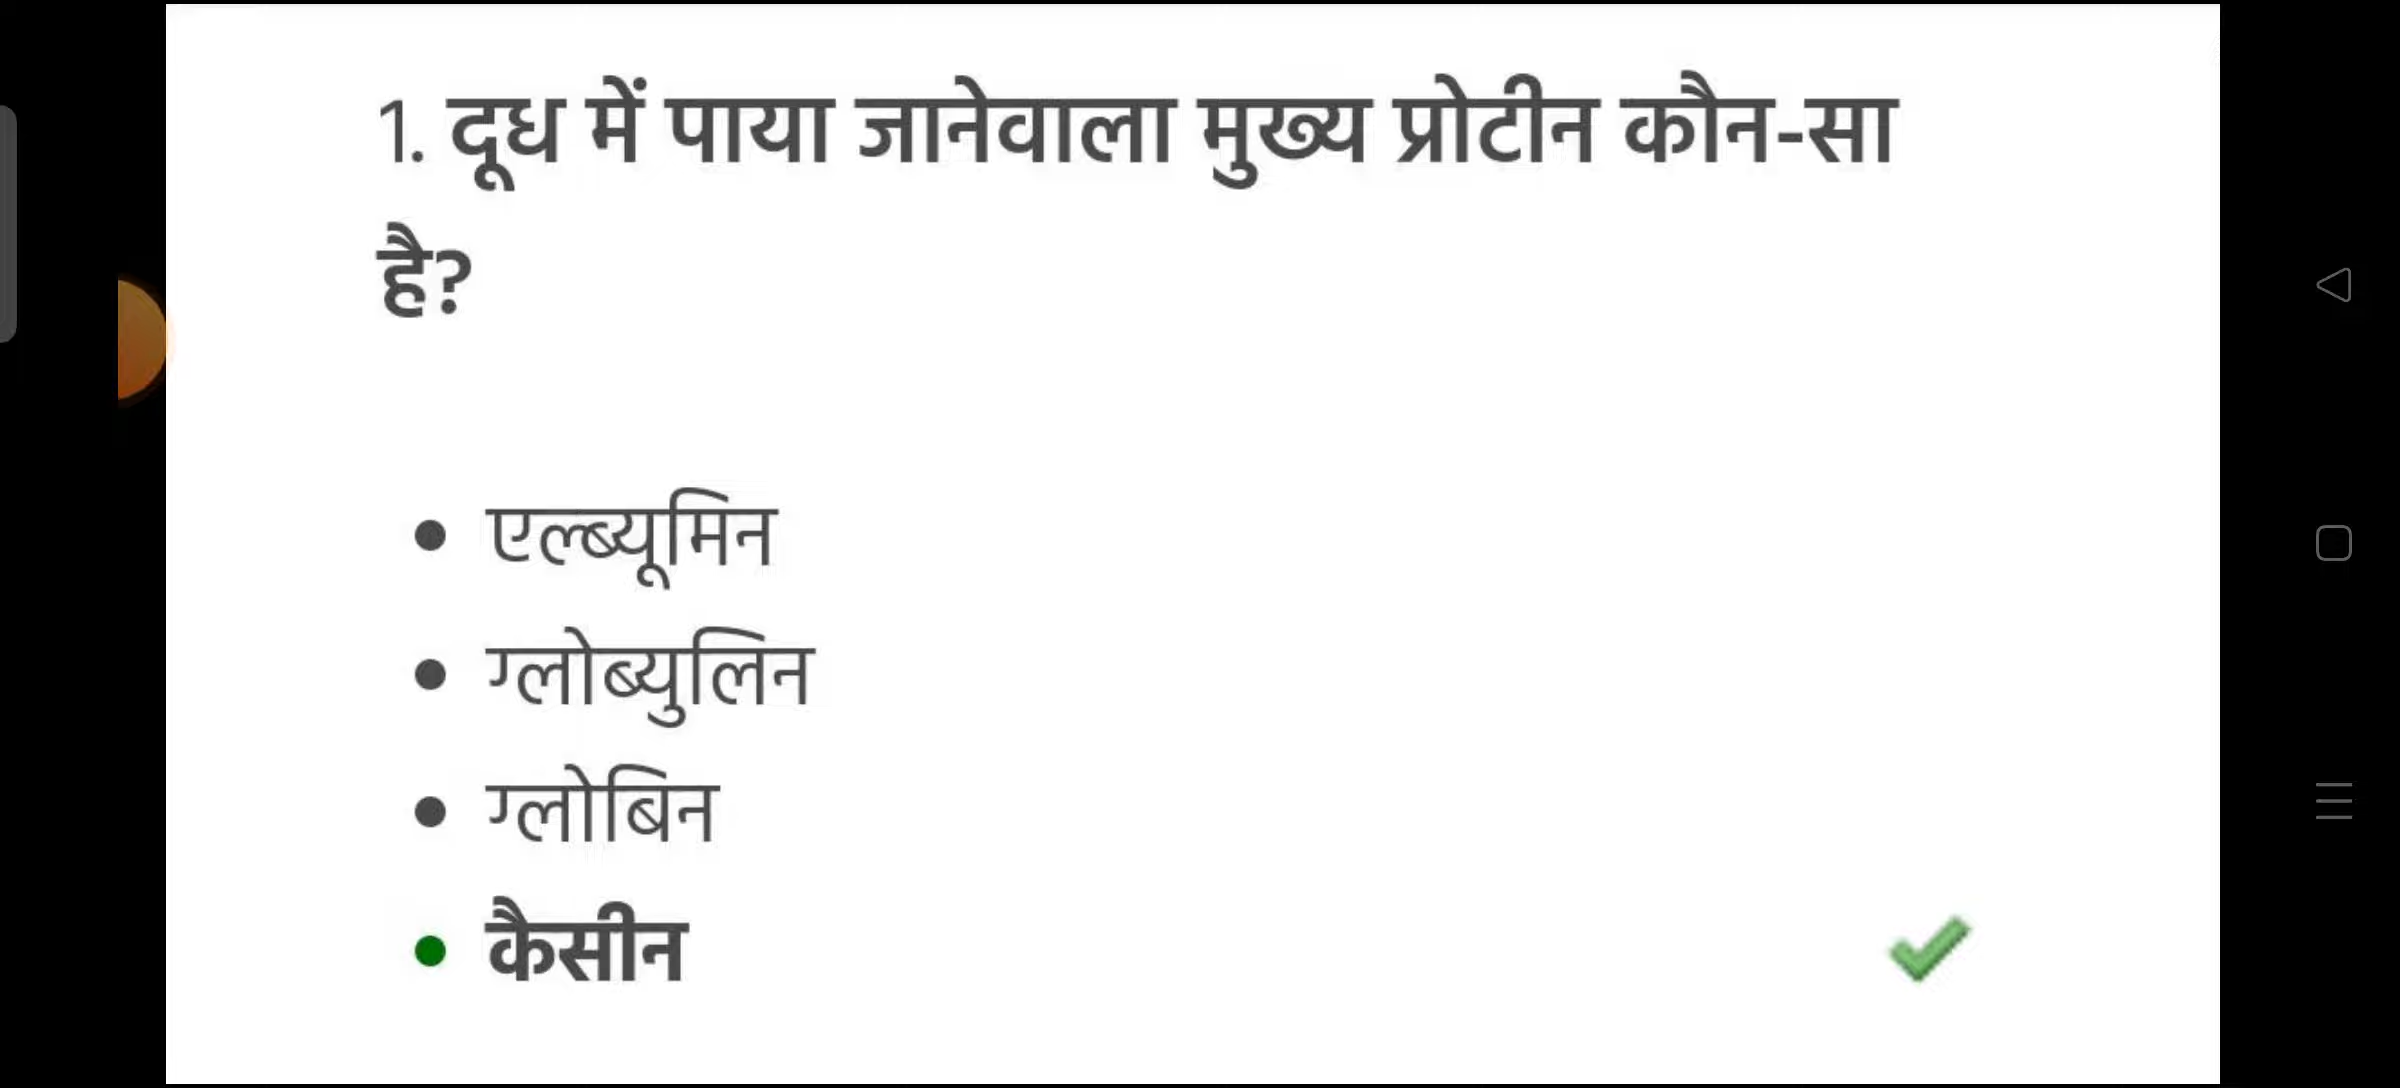 1. दूध में पाया जानेवाला मुख्य प्रोटीन कौन-सा
है?
• एल्ब्यूमिन
• ग्लोब्युलिन
• ग्लोबिन
• कैसीन